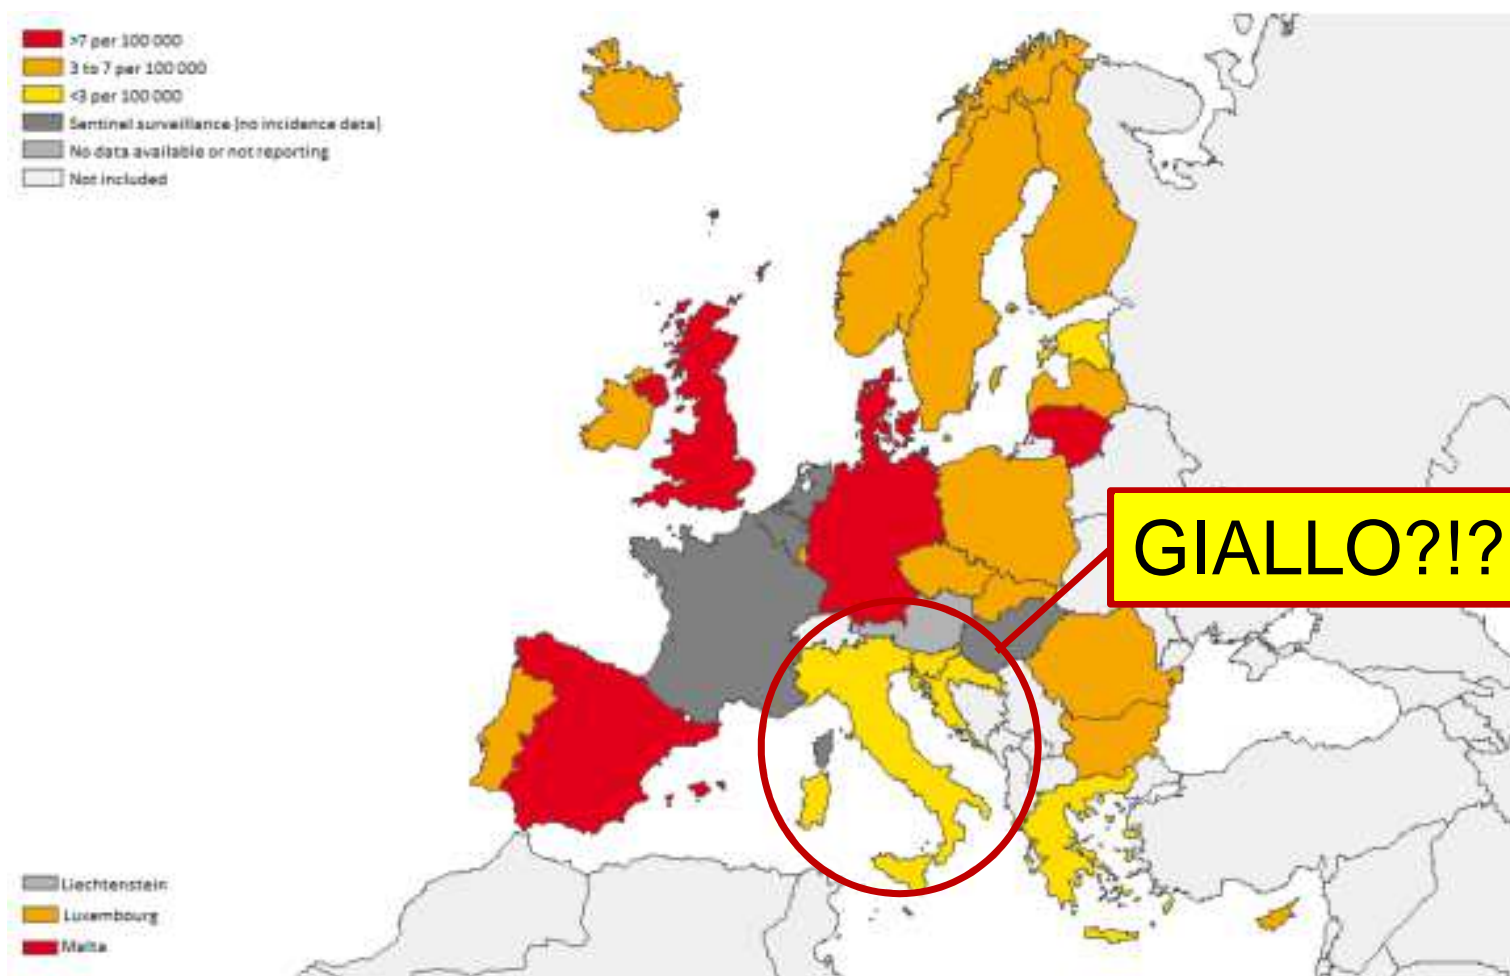 >7 per 100 000
3 to 7 per 100 000
<3 per 100 000
Sentinel surveillance (no incidence data)
No data available or not reporting
Not included
GIALLO?!?
Liechtenstein
Luxembourg
Malta